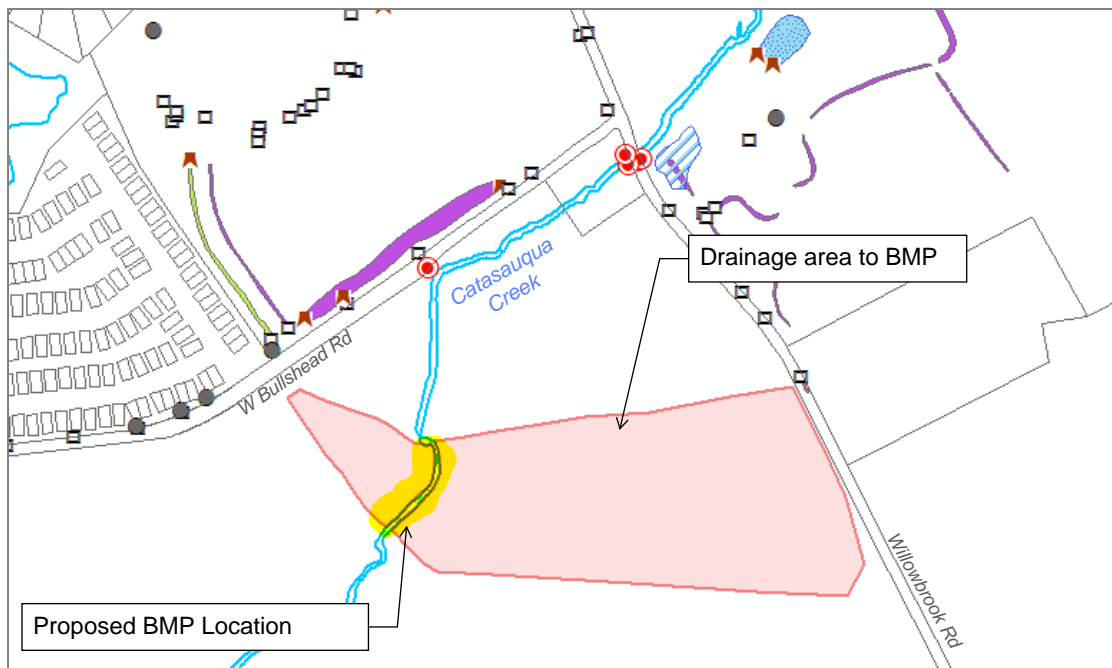 Drainage area to BMP
Catasauqua
Creek
W Bullshead Rd
Willowbrook Rd
Proposed BMP Location